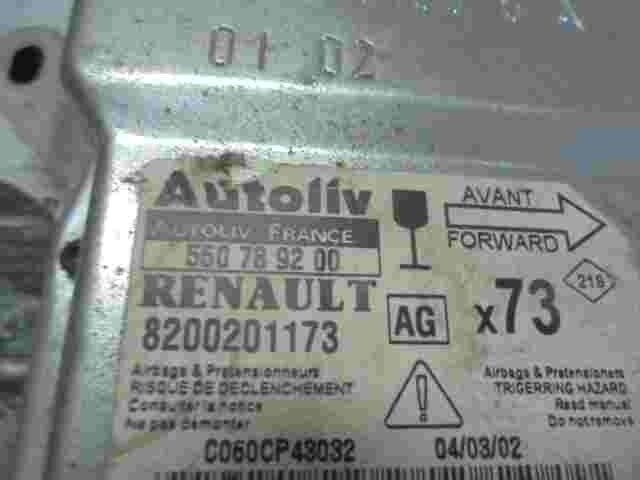 01 02
Autoliv
AUTOLIV FRANCE
550 78 92 00
RENAULT
8200201173
AVANT
FORWARD
AG
x73
219
Airbags & Pretensionneurs
RISQUE DE DECLENCHEMENT
Consulter la notice
Ne pas demonter
Airbags & Pretensioners
TRIGERRING HAZARD
Read manual
Do not remove
C060CP43032
04/03/02